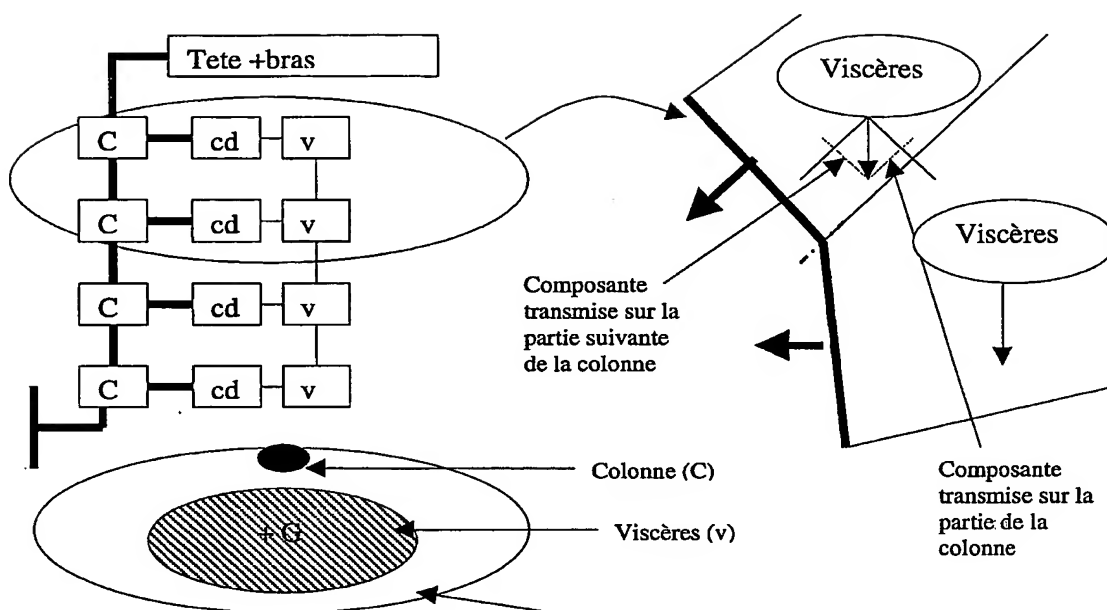 Tete +bras
C cd v
C cd v
C cd v
C cd v
Viscères
Viscères
Composante
transmise sur la
partie suivante
de la colonne
Composante
transmise sur la
partie de la
colonne
Colonne (C)
+ G
Viscères (v)